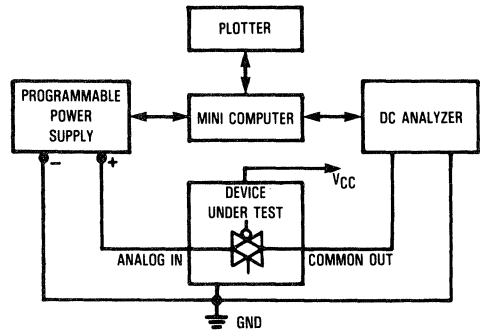 PLOTTER
PROGRAMMABLE
POWER
SUPPLY
MINI COMPUTER
DC ANALYZER
- +
VCC
DEVICE
UNDER TEST
ANALOG IN
COMMON OUT
GND